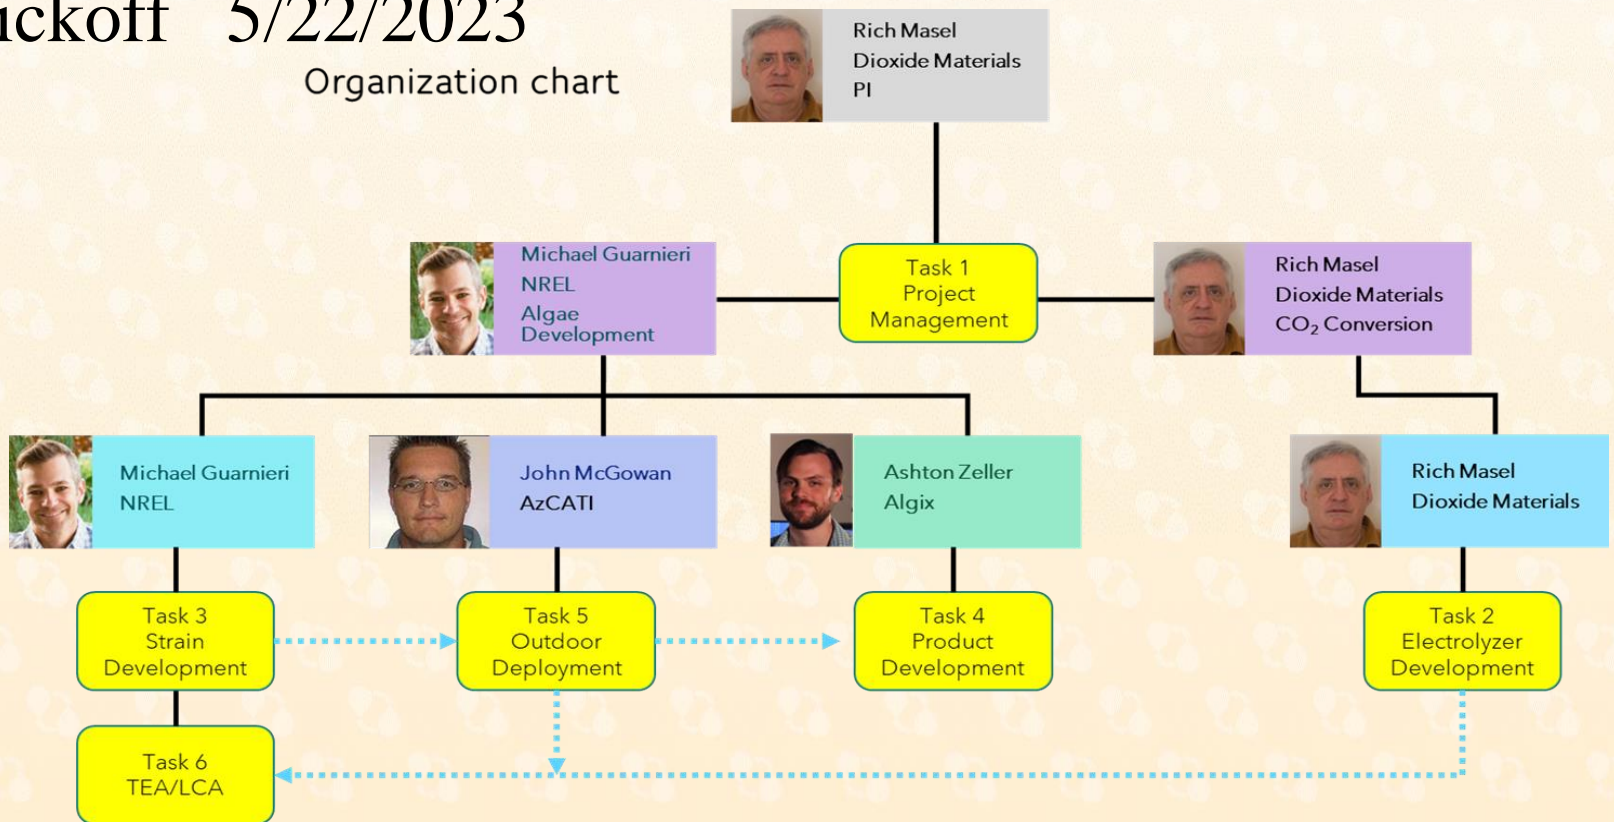 5/22/2023
Organization chart
Rich Masel
Dioxide Materials
PI
Michael Guarnieri
NREL
Algae
Development
Task 1
Project
Management
Rich Masel
Dioxide Materials
CO₂ Conversion
Michael Guarnieri
NREL
John McGowan
AzCATI
Ashton Zeller
Algix
Rich Masel
Dioxide Materials
Task 3
Strain
Development
Task 5
Outdoor
Deployment
Task 4
Product
Development
Task 2
Electrolyzer
Development
Task 6
TEA/LCA